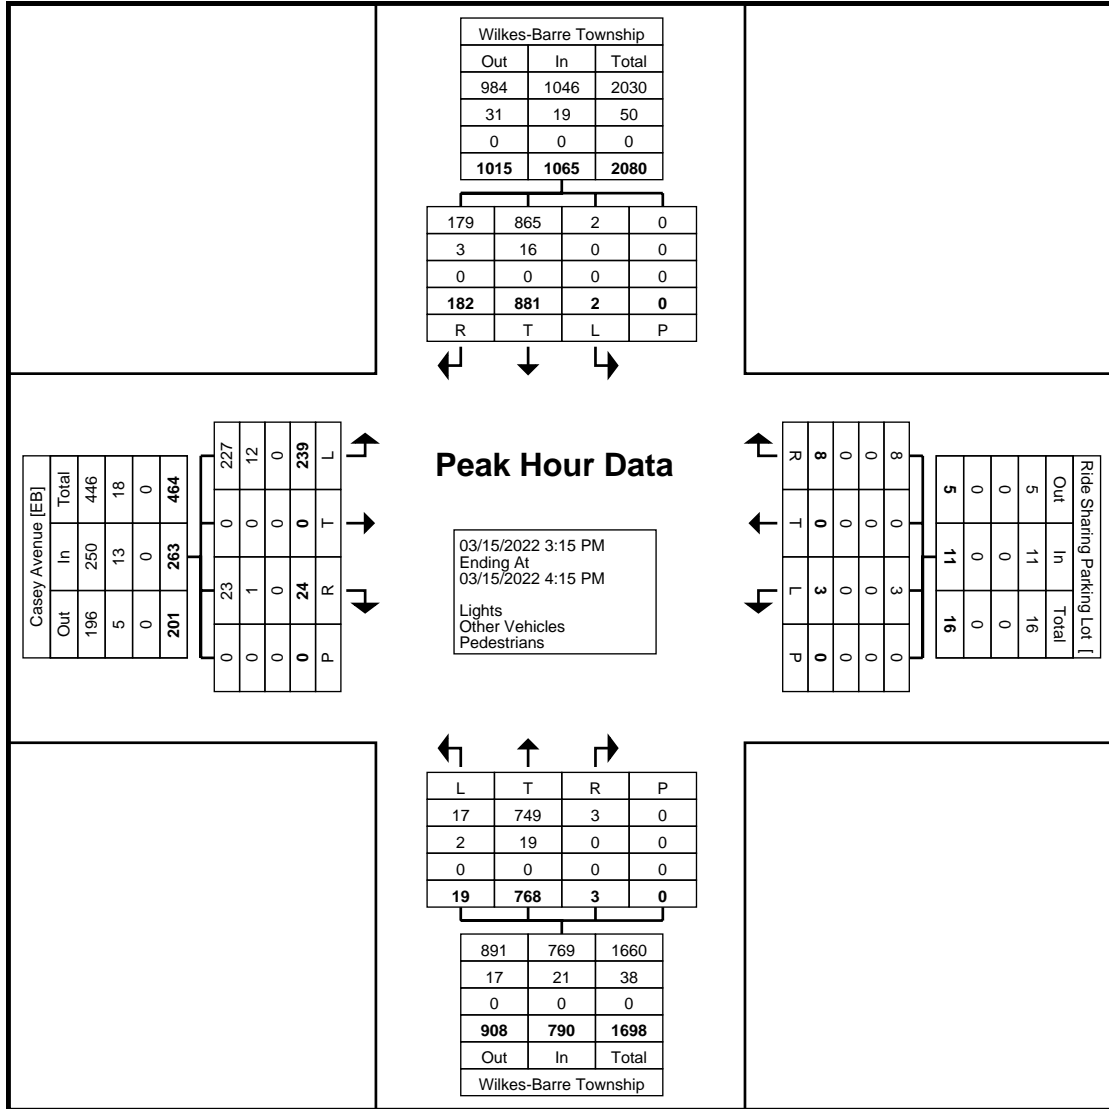 Wilkes-Barre Township
Out In Total
984 1046 2030
31 19 50
0 0 0
1015 1065 2080
179 865 2 0
3 16 0 0
0 0 0 0
182 881 2 0
R T L P
Casey Avenue [EB]
Total In Out
446 250 196
18 13 5
0 0 0
464 263 201
227 0 23 0
12 0 1 0
0 0 0 0
239 0 24 0
L T R P
Peak Hour Data
03/15/2022 3:15 PM
Ending At
03/15/2022 4:15 PM
Lights
Other Vehicles
Pedestrians
Ride Sharing Parking Lot [
Out In Total
5 11 16
0 0 0
0 0 0
5 11 16
8 0 3 0
0 0 0 0
0 0 0 0
8 0 3 0
R T L P
L T R P
17 749 3 0
2 19 0 0
0 0 0 0
19 768 3 0
891 769 1660
17 21 38
0 0 0
908 790 1698
Out In Total
Wilkes-Barre Township